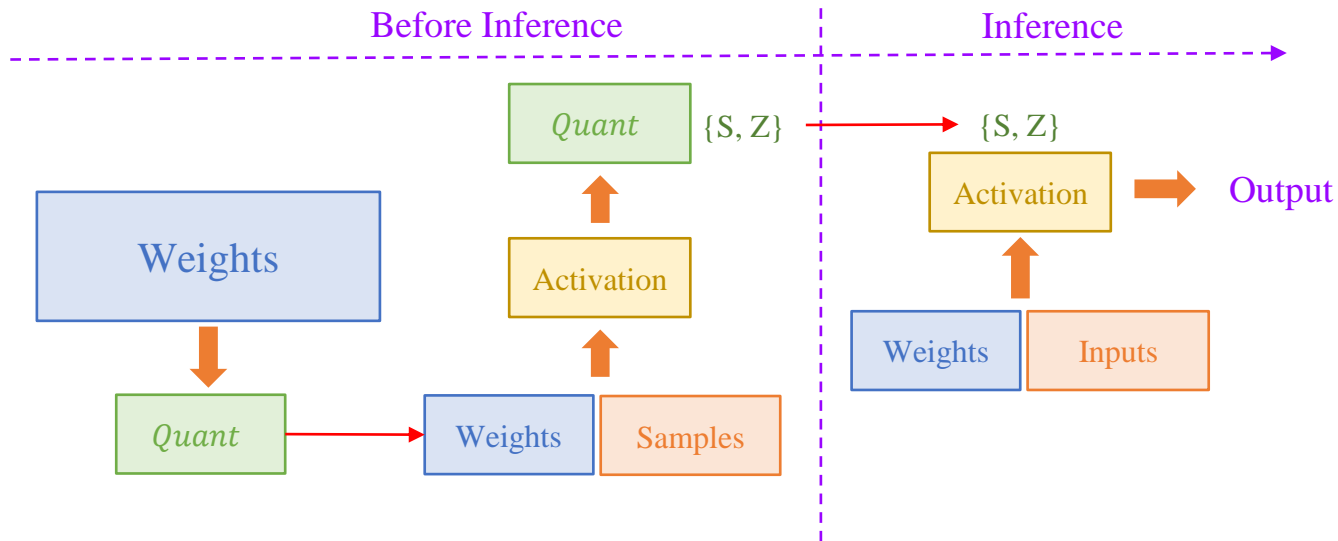 Before Inference
Inference
Quant
{S, Z}
{S, Z}
Activation
Output
Weights
Activation
Weights
Inputs
Quant
Weights
Samples